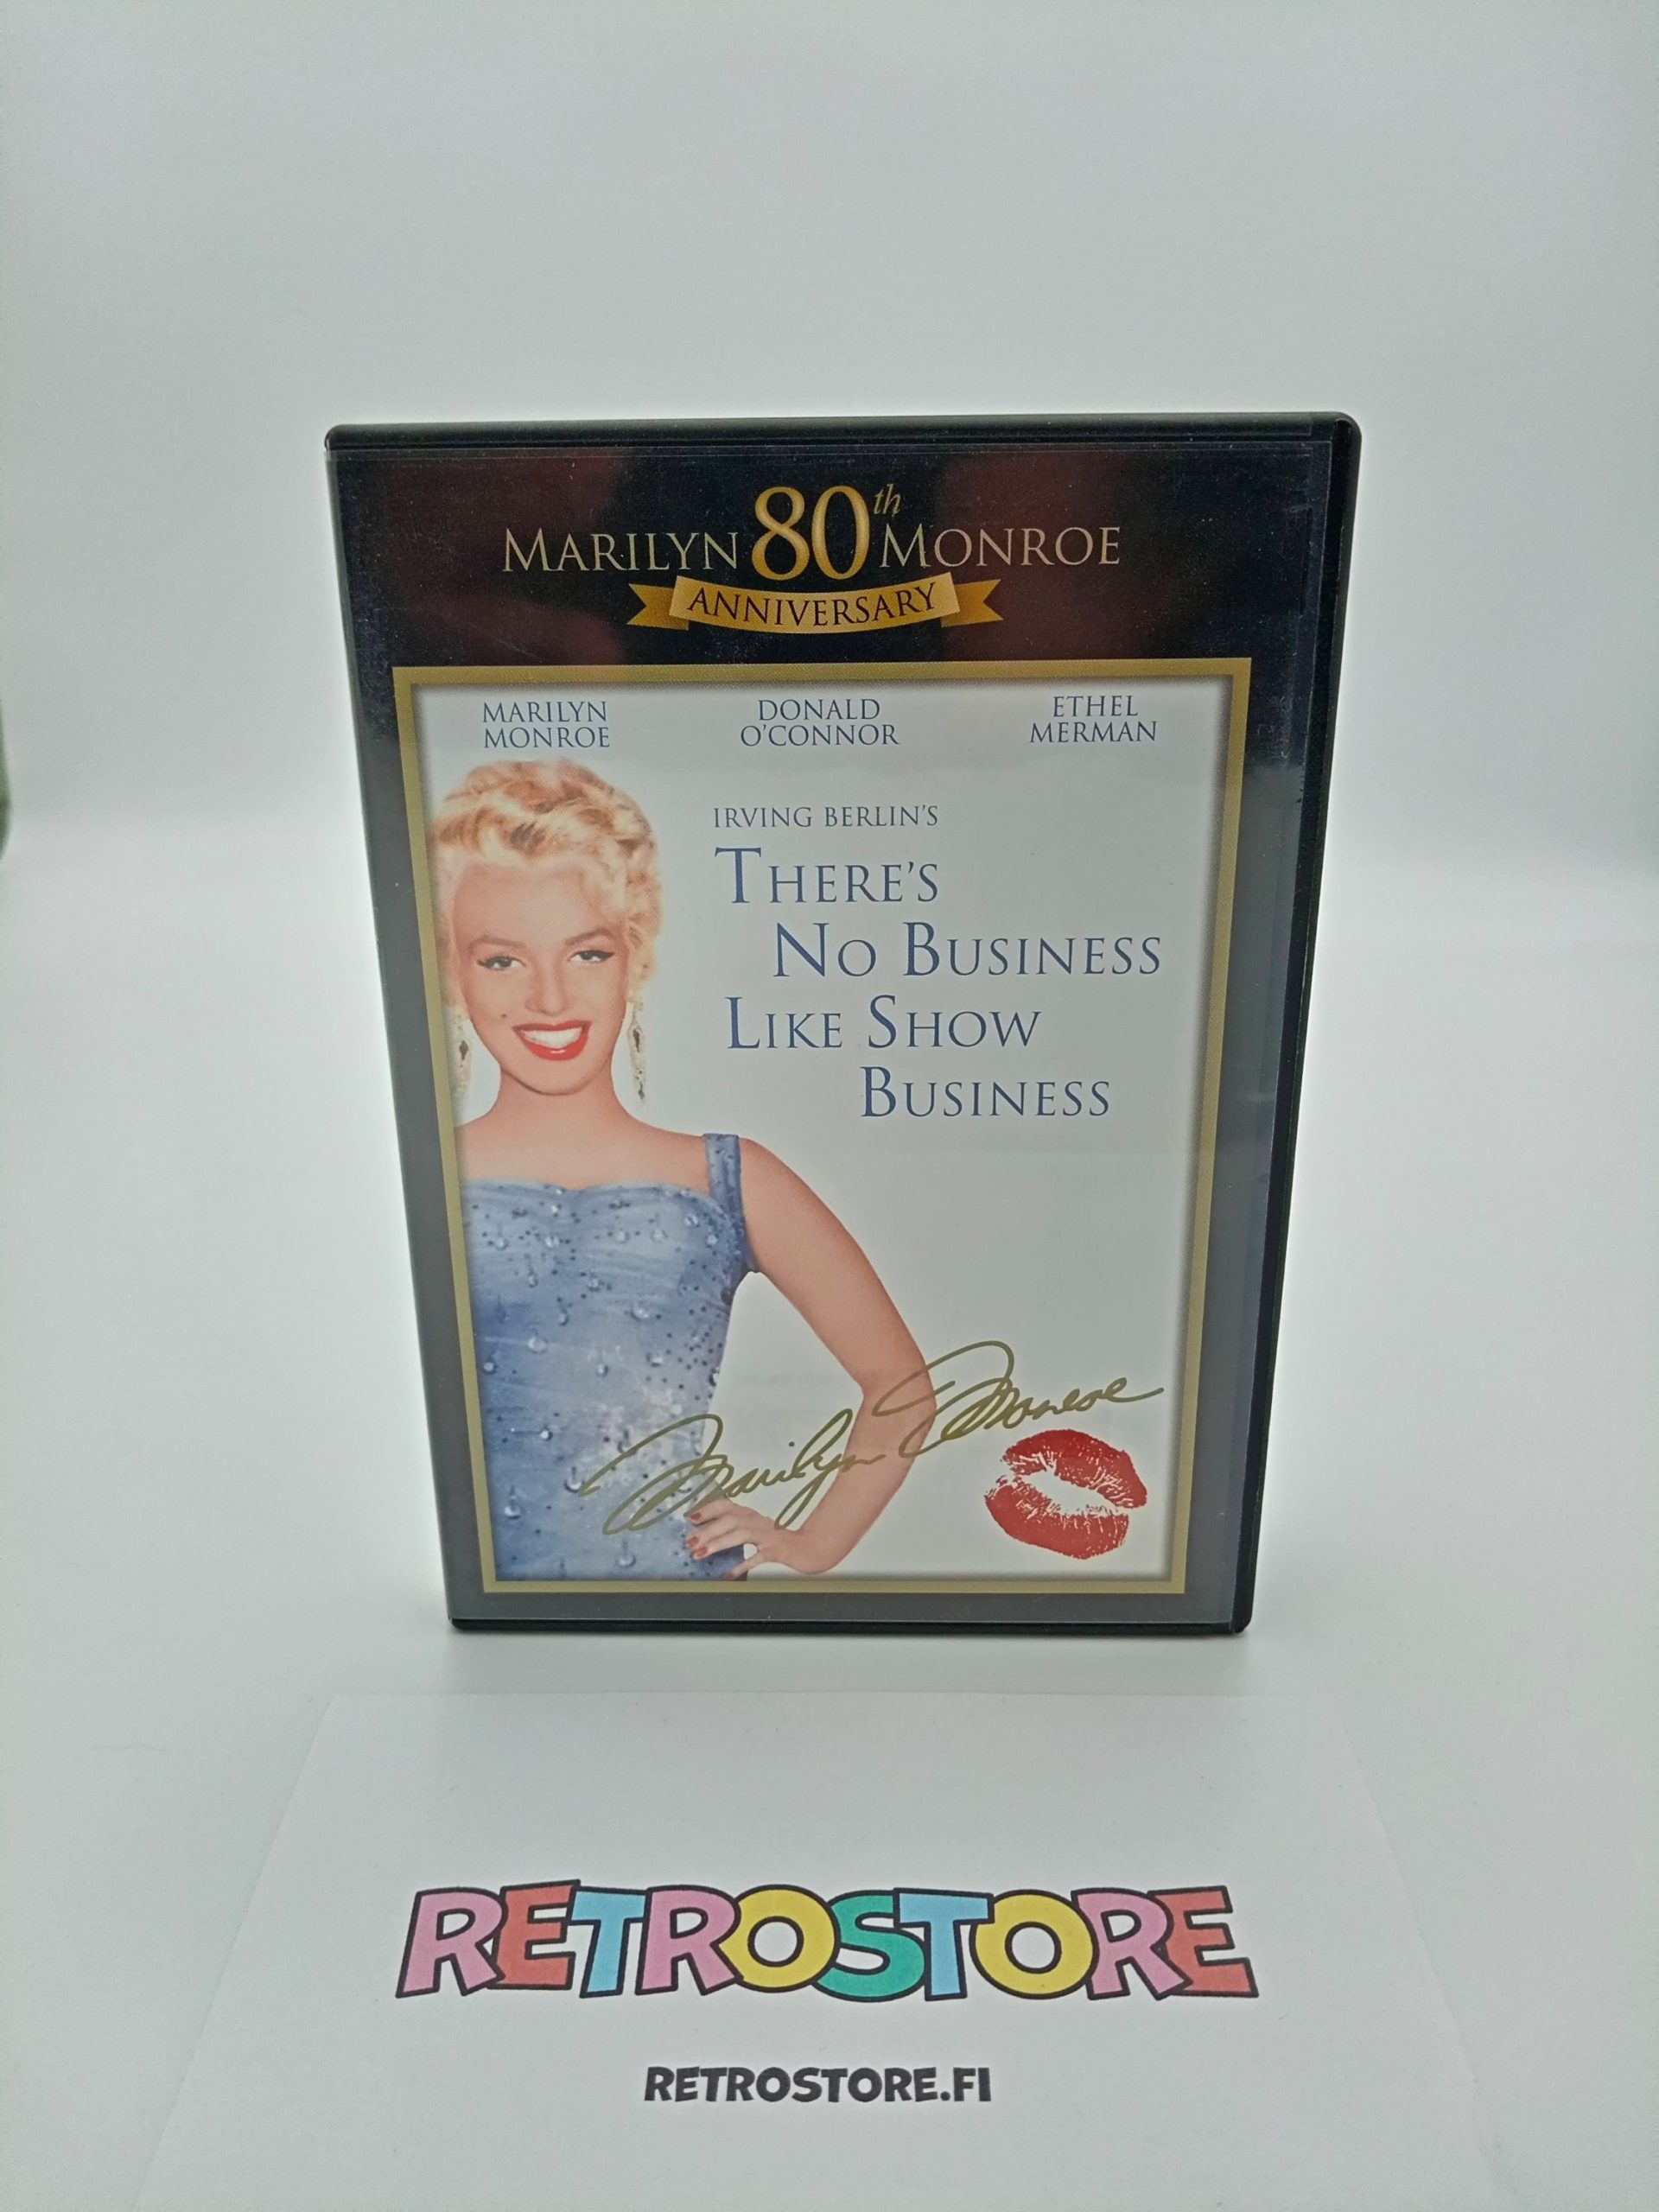 MARILYN 80th MONROE
ANNIVERSARY
MARILYN MONROE
DONALD O'CONNOR
ETHEL MERMAN
IRVING BERLIN'S
THERE'S
NO BUSINESS
LIKE SHOW
BUSINESS
Marilyn Monroe
RETROSTORE
RETROSTORE.FI